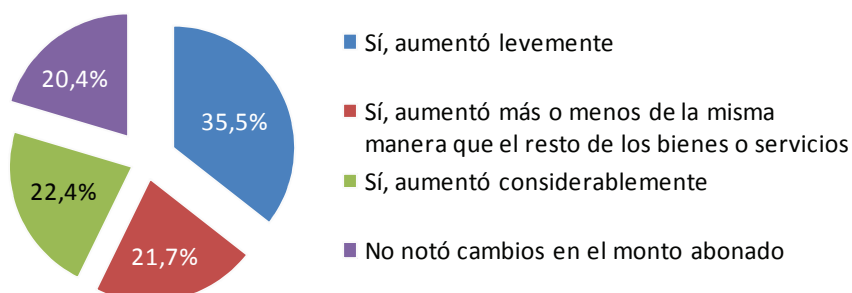 20,4%
35,5%
22,4%
21,7%
Sí, aumentó levemente
Sí, aumentó más o menos de la misma
manera que el resto de los bienes o servicios
Sí, aumentó considerablemente
No notó cambios en el monto abonado